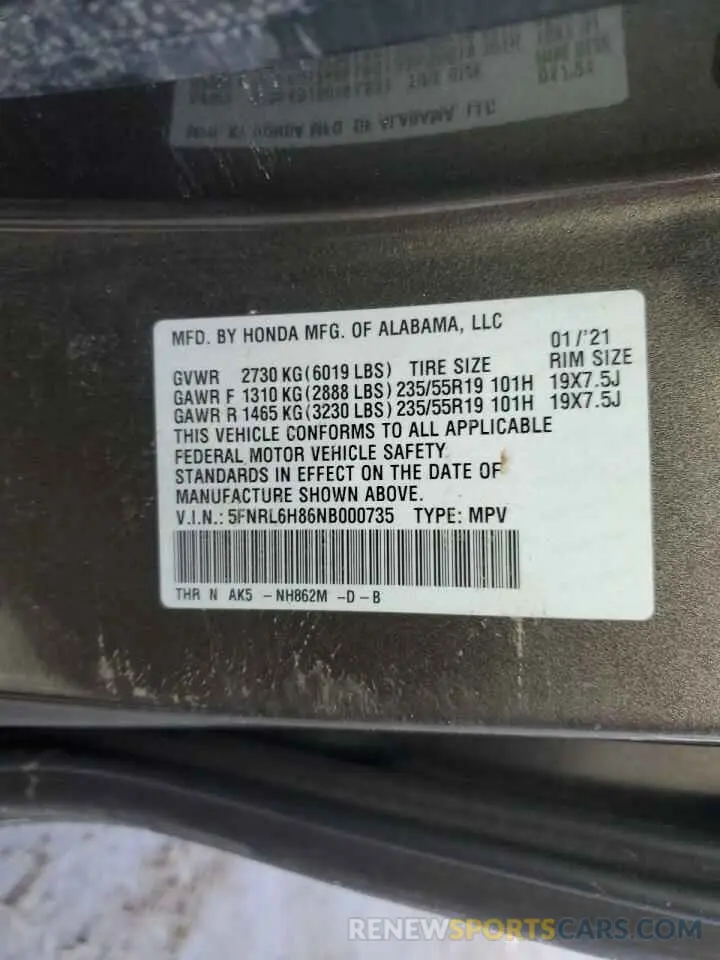 MFD. BY HONDA MFG. OF ALABAMA, LLC 01/'21
GVWR 2730 KG(6019 LBS) TIRE SIZE RIM SIZE
GAWR F 1310 KG(2888 LBS) 235/55R19 101H 19X7.5J
GAWR R 1465 KG(3230 LBS) 235/55R19 101H 19X7.5J
THIS VEHICLE CONFORMS TO ALL APPLICABLE
FEDERAL MOTOR VEHICLE SAFETY
STANDARDS IN EFFECT ON THE DATE OF
MANUFACTURE SHOWN ABOVE.
V.I.N.: 5FNRL6H86NB000735 TYPE: MPV
THR N AK5 -NH862M -D-B
RENEWSPORTSCARS.COM